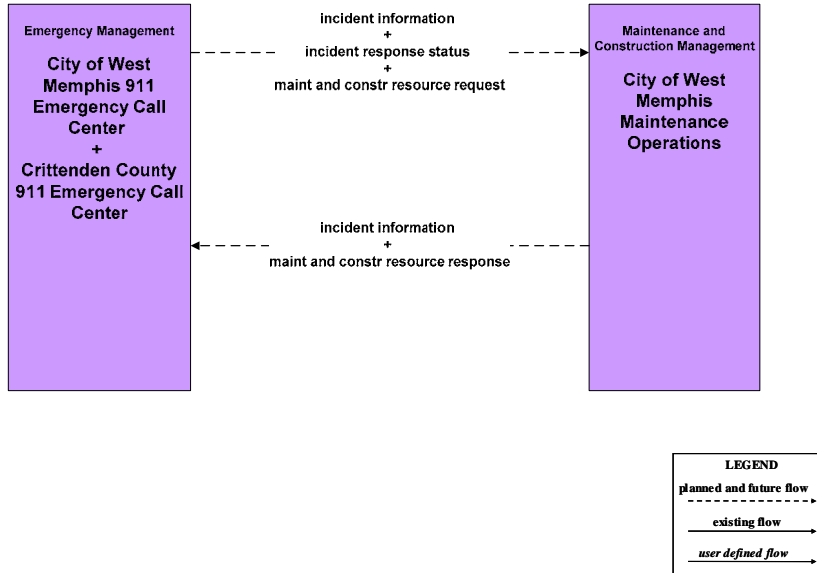 Emergency Management
City of West
Memphis 911
Emergency Call
Center
+
Crittenden County
911 Emergency Call
Center
incident information
+
incident response status
+
maint and constr resource request
incident information
+
maint and constr resource response
Maintenance and
Construction Management
City of West
Memphis
Maintenance
Operations
LEGEND
planned and future flow
existing flow
user defined flow